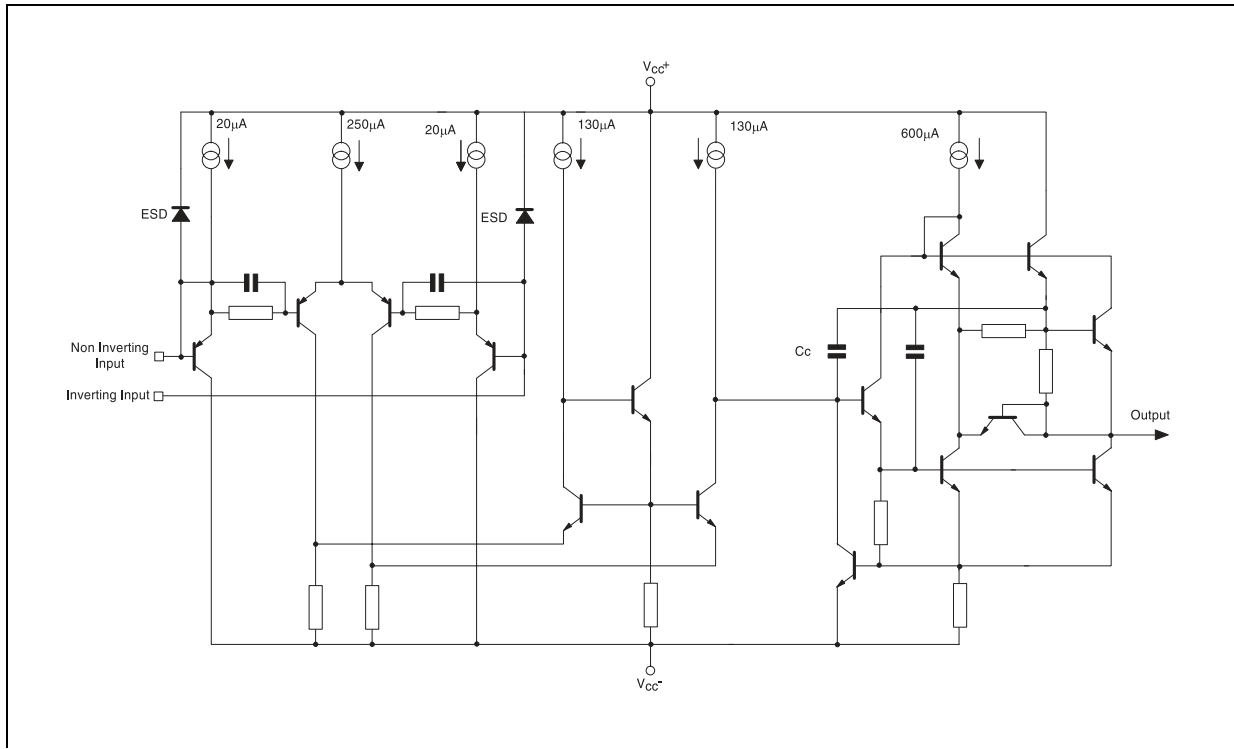 VCC+
20μA
250μA
20μA
130μA
130μA
600μA
ESD
ESD
Non Inverting
Input
Inverting Input
Cc
Output
VCC-